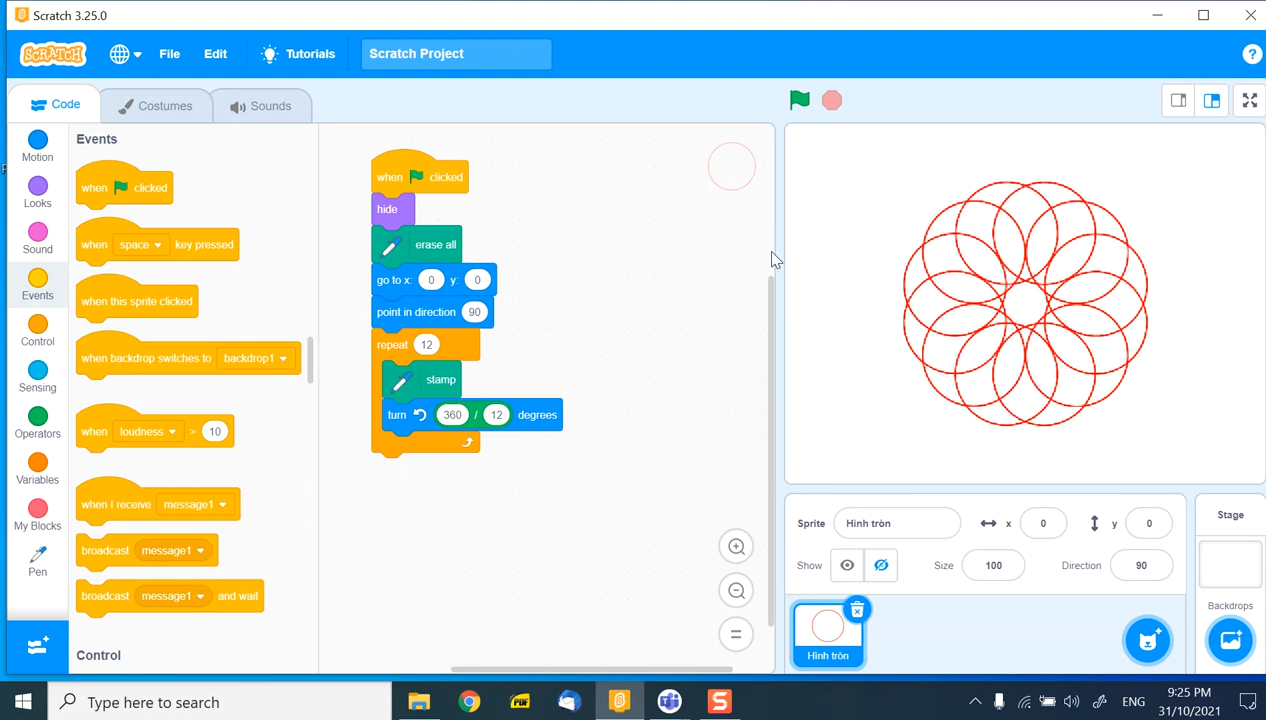 Scratch 3.25.0
SCRATCH File Edit Tutorials Scratch Project ?
Code Costumes Sounds
Motion
Looks
Sound
Events
Control
Sensing
Operators
Variables
My Blocks
Pen
Events
when clicked
when space key pressed
when this sprite clicked
when backdrop switches to backdrop1
when loudness > 10
when I receive message1
broadcast message1
broadcast message1 and wait
Control
when clicked
hide
erase all
go to x: 0 y: 0
point in direction 90
repeat 12
stamp
turn 360 / 12 degrees
Sprite Hình tròn x 0 y 0
Show Size 100 Direction 90
Hình tròn
Stage
Backdrops
Type here to search
PDF
S
ENG
9:25 PM
31/10/2021